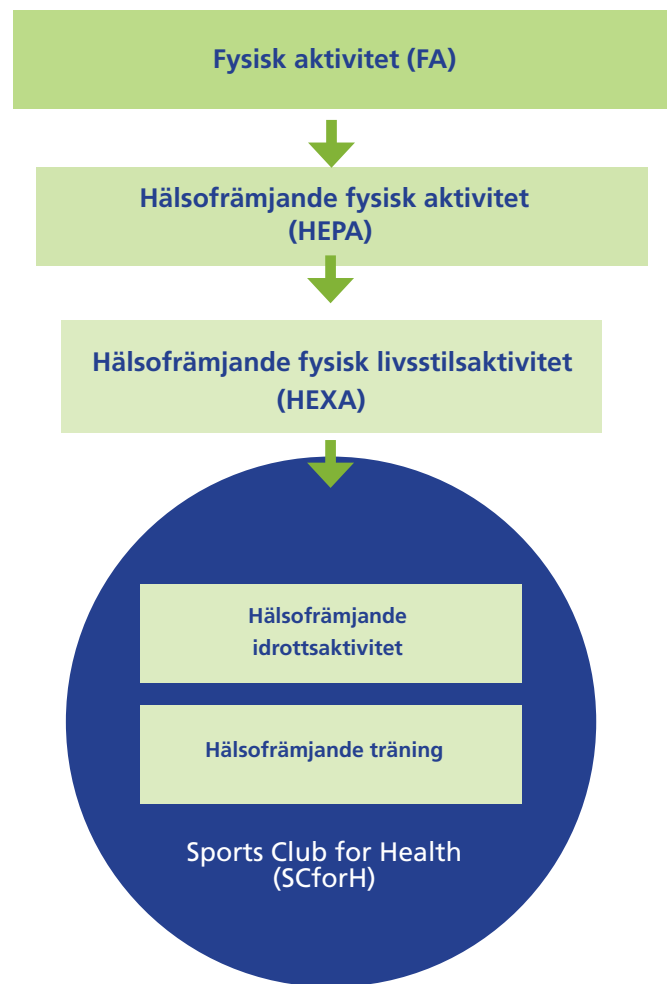 Fysisk aktivitet (FA)
Hälsofrämjande fysisk aktivitet
(HEPA)
Hälsofrämjande fysisk livsstilsaktivitet
(HEXA)
Hälsofrämjande
idrottsaktivitet
Hälsofrämjande träning
Sports Club for Health
(SCforH)